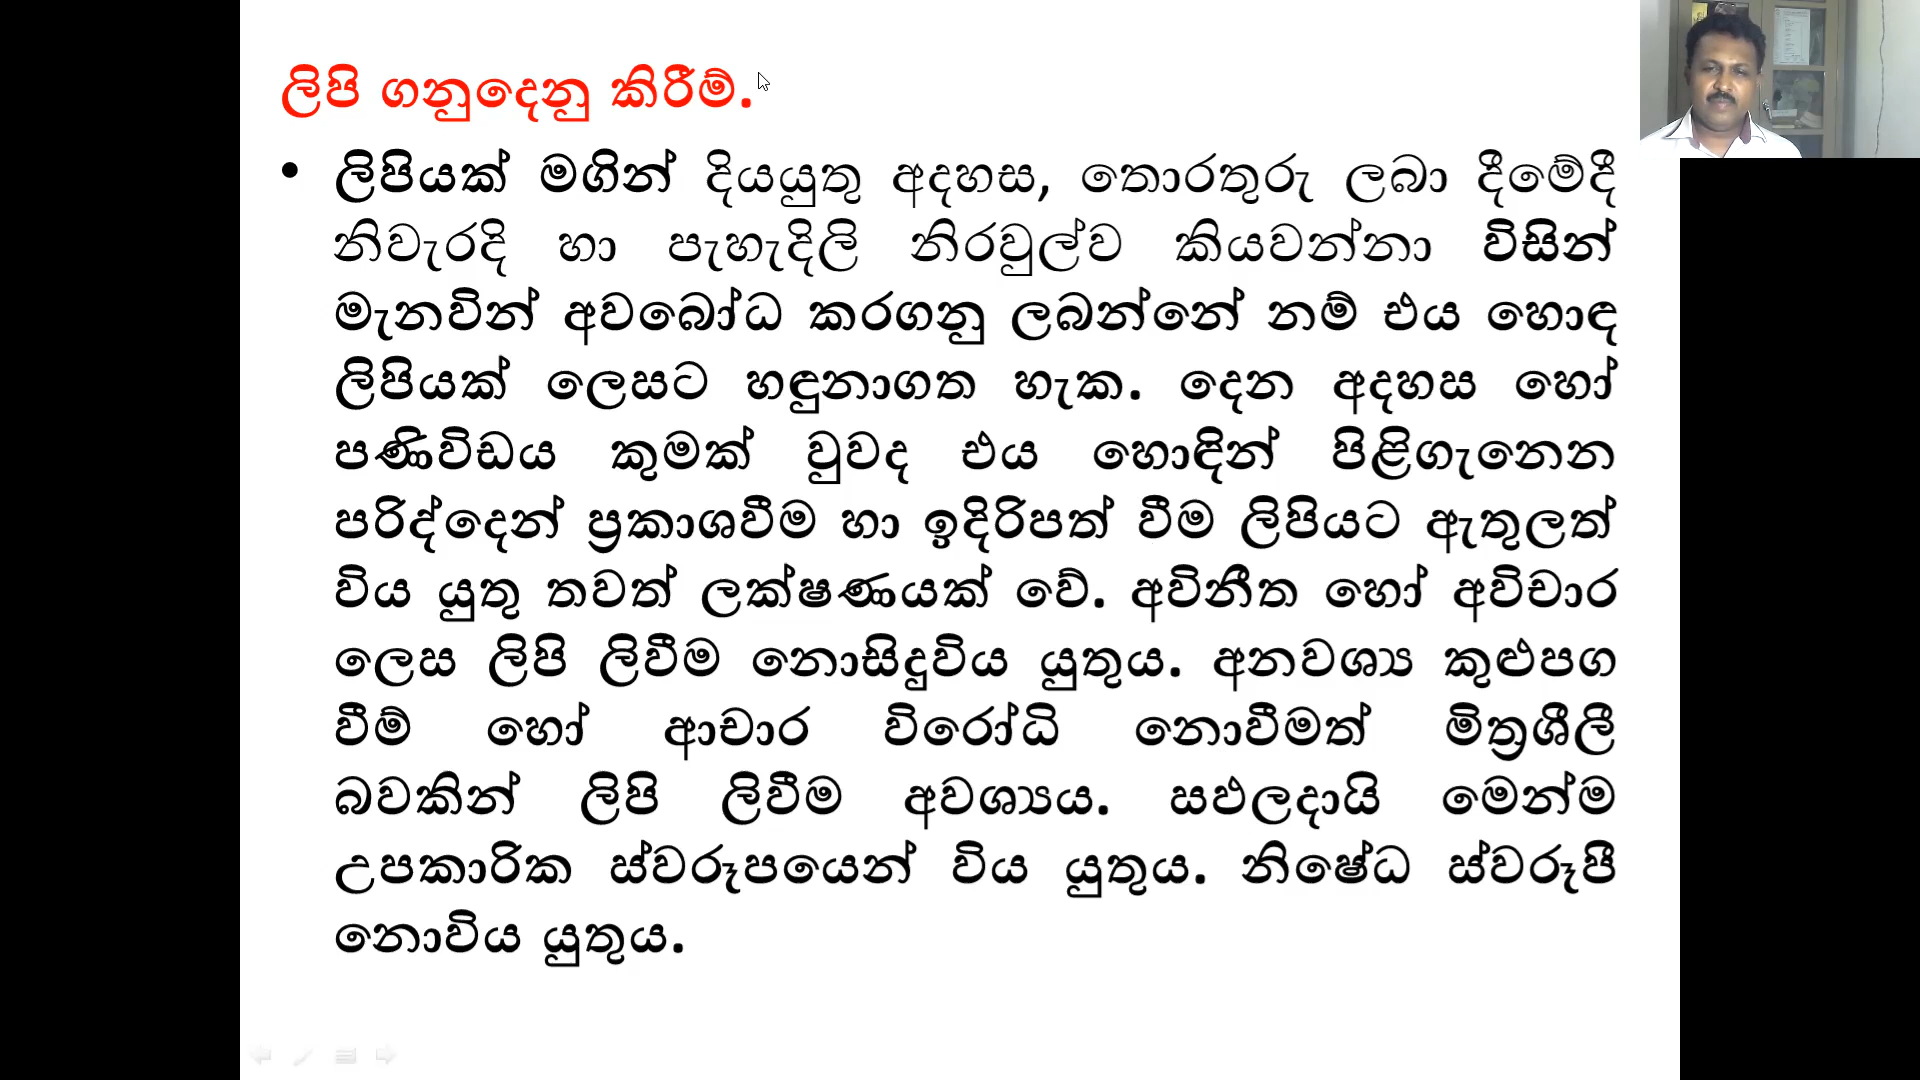 ලිපි ගනුදෙනු කිරීම්.
• ලිපියක් මගින් දියයුතු අදහස, තොරතුරු ලබා දීමේදී
නිවැරදි හා පැහැදිලි නිරවුල්ව කියවන්නා විසින්
මැනවින් අවබෝධ කරගනු ලබන්නේ නම් එය හොඳ
ලිපියක් ලෙසට හඳුනාගත හැක. දෙන අදහස හෝ
පණිවිඩය කුමක් වුවද එය හොඳින් පිළිගැනෙන
පරිද්දෙන් ප්‍රකාශවීම හා ඉදිරිපත් වීම ලිපියට ඇතුලත්
විය යුතු තවත් ලක්ෂණයක් වේ. අවිනීත හෝ අවිචාර
ලෙස ලිපි ලිවීම නොසිදුවිය යුතුය. අනවශ්‍ය කුළුපග
වීම් හෝ ආචාර විරෝධි නොවීමත් මිත්‍රශීලී
බවකින් ලිපි ලිවීම අවශ්‍යය. සඵලදායි මෙන්ම
උපකාරික ස්වරූපයෙන් විය යුතුය. නිෂේධ ස්වරූපී
නොවිය යුතුය.